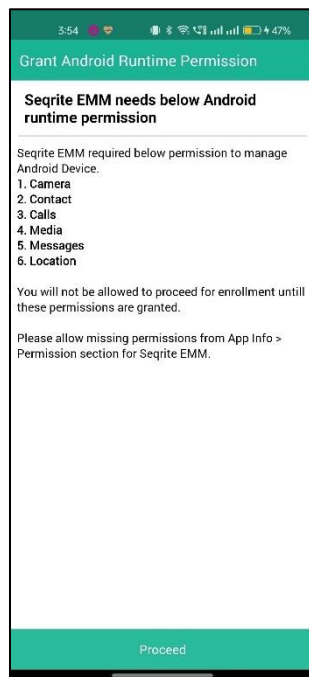 3:54 47%
Grant Android Runtime Permission
Seqrite EMM needs below Android
runtime permission
Seqrite EMM required below permission to manage
Android Device.
1. Camera
2. Contact
3. Calls
4. Media
5. Messages
6. Location
You will not be allowed to proceed for enrollment untill
these permissions are granted.
Please allow missing permissions from App Info >
Permission section for Seqrite EMM.
Proceed